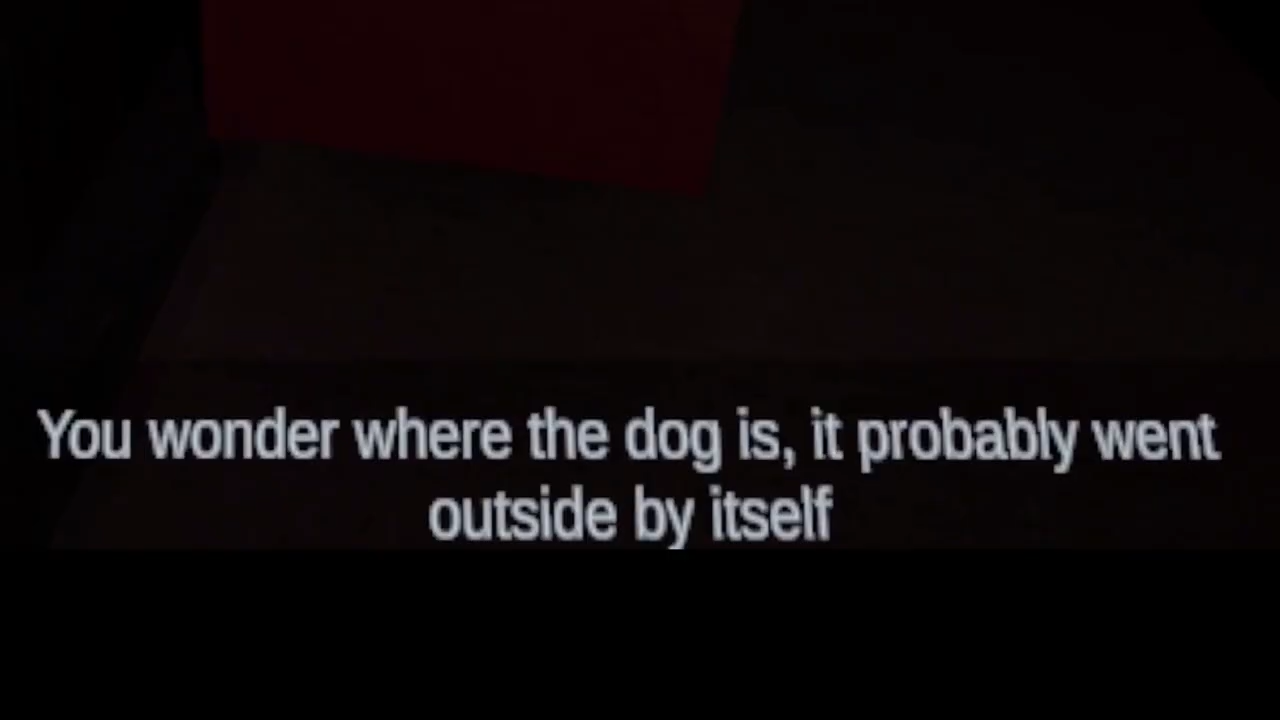 You wonder where the dog is, it probably went
outside by itself